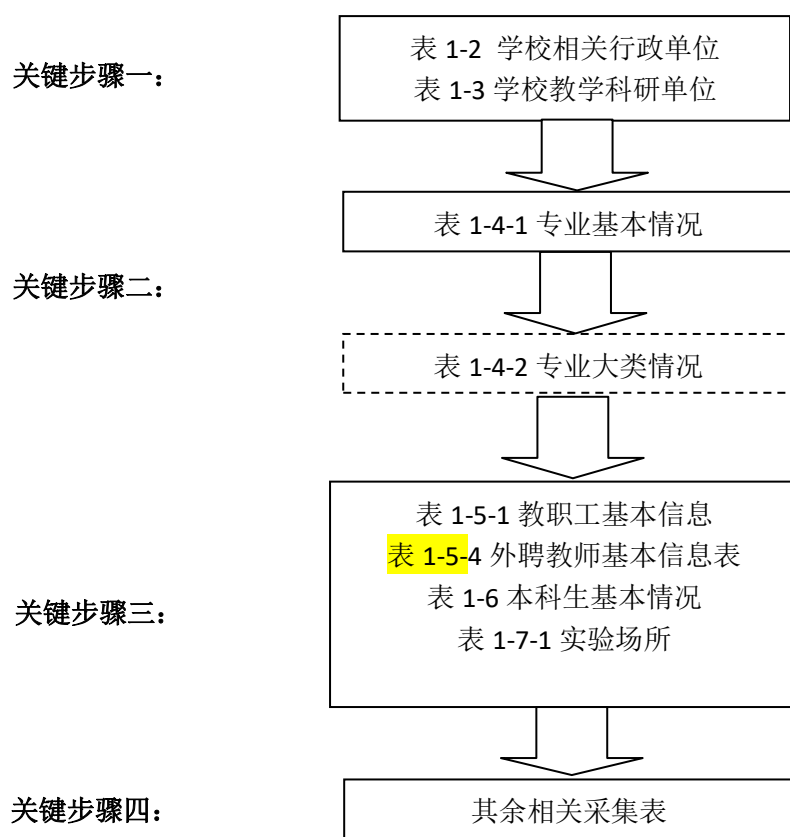 关键步骤一：
表 1-2 学校相关行政单位
表 1-3 学校教学科研单位
表 1-4-1 专业基本情况
关键步骤二：
表 1-4-2 专业大类情况
关键步骤三：
表 1-5-1 教职工基本信息
表 1-5-4 外聘教师基本信息表
表 1-6 本科生基本情况
表 1-7-1 实验场所
关键步骤四：
其余相关采集表